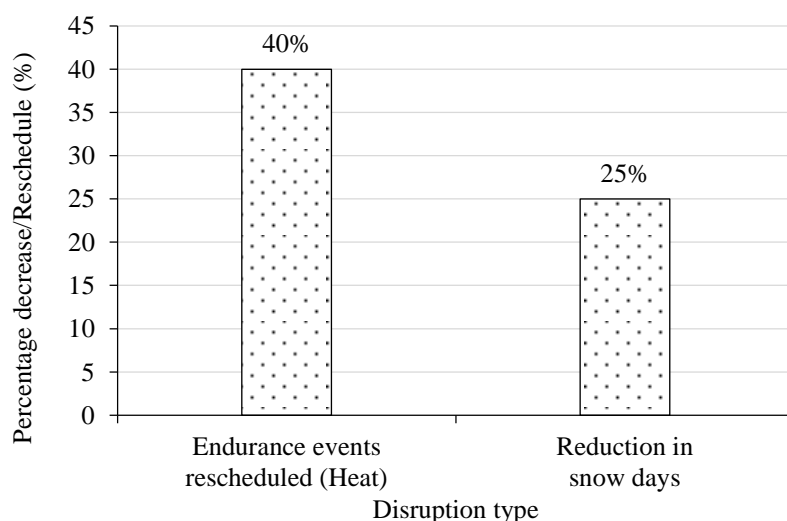 Percentage decrease/Reschedule (%)
45
40
35
30
25
20
15
10
5
0
40%
25%
Endurance events
rescheduled (Heat)
Reduction in
snow days
Disruption type